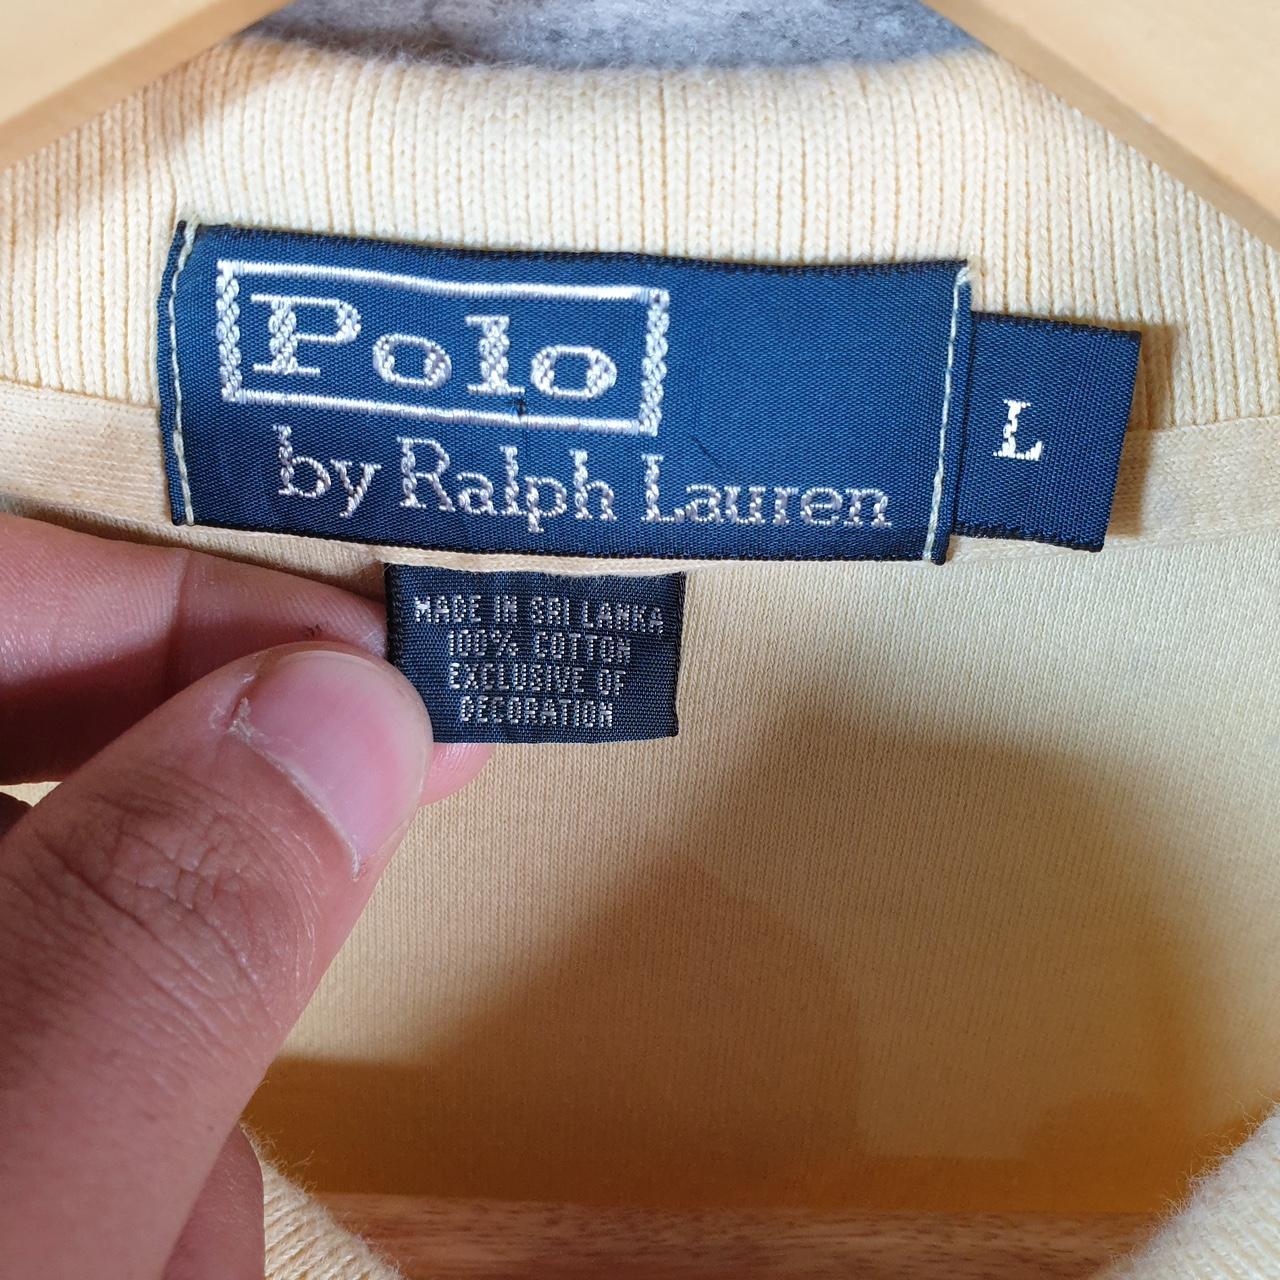 Polo
by Ralph Lauren
L
MADE IN SRI LANKA
100% COTTON
EXCLUSIVE OF
DECORATION